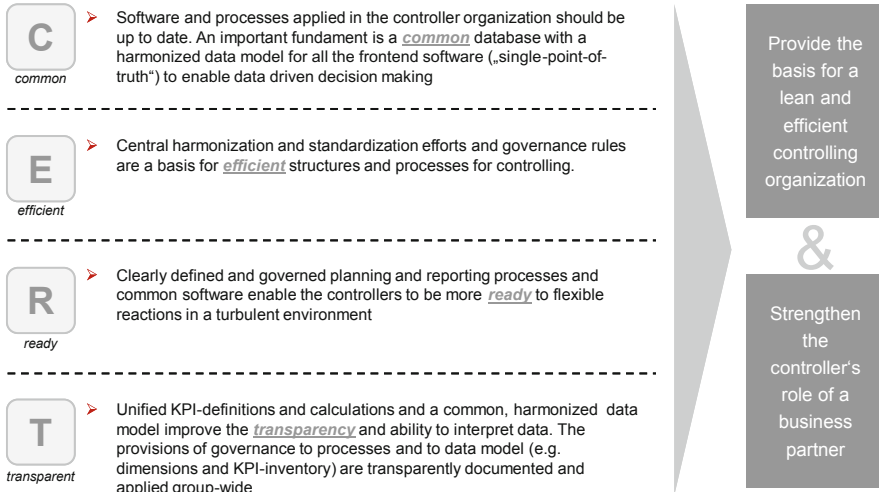 C
common
➢ Software and processes applied in the controller organization should be
up to date. An important fundament is a common database with a
harmonized data model for all the frontend software („single-point-of-
truth“) to enable data driven decision making
E
efficient
➢ Central harmonization and standardization efforts and governance rules
are a basis for efficient structures and processes for controlling.
R
ready
➢ Clearly defined and governed planning and reporting processes and
common software enable the controllers to be more ready to flexible
reactions in a turbulent environment
T
transparent
➢ Unified KPI-definitions and calculations and a common, harmonized data
model improve the transparency and ability to interpret data. The
provisions of governance to processes and to data model (e.g.
dimensions and KPI-inventory) are transparently documented and
applied group-wide
Provide the
basis for a
lean and
efficient
controlling
organization
&
Strengthen
the
controller‘s
role of a
business
partner